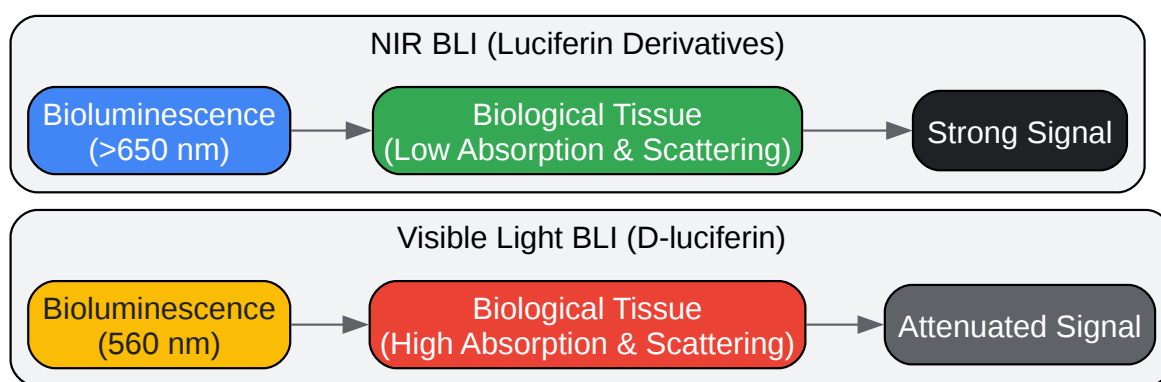 NIR BLI (Luciferin Derivatives)
Bioluminescence
(>650 nm)
Biological Tissue
(Low Absorption & Scattering)
Strong Signal
Visible Light BLI (D-luciferin)
Bioluminescence
(560 nm)
Biological Tissue
(High Absorption & Scattering)
Attenuated Signal